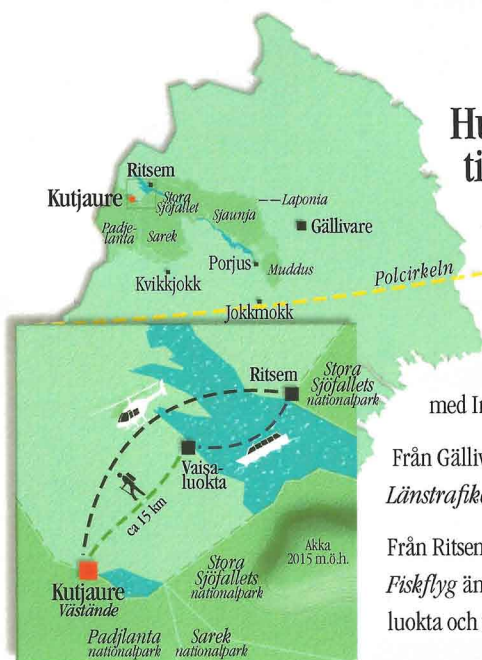 Ritsem
Kutjaure
Stora
Sjöfallet
Sjaunja
Laponia
Gällivare
Padje-
lanta
Sarek
Porjus
Muddus
Kvikkjokk
Jokkmokk
Polcirkeln
Ritsem
Stora
Sjöfallets
nationalpark
Vaisa-
luokta
ca 15 km
Akka
2015 m.ö.h.
Kutjaure
Västände
Stora
Sjöfallets
nationalpark
Padjlanta
nationalpark
Sarek
nationalpark
Hu
ti
med In
Från Gälliv
Länstrafik
Från Ritsen
Fiskflyg än
luokta och